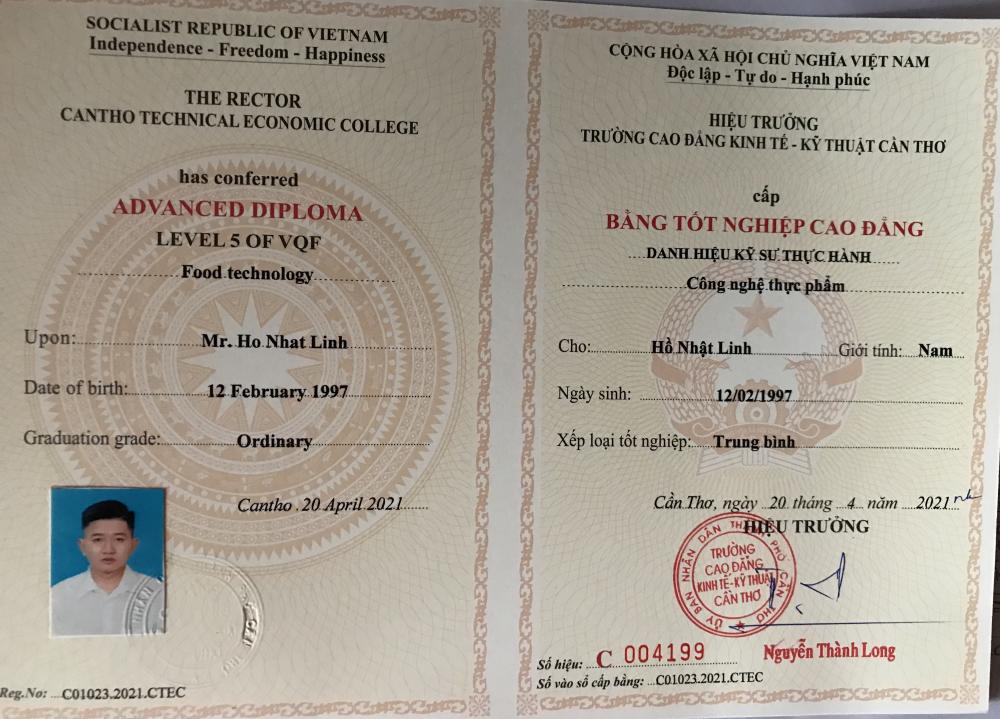 SOCIALIST REPUBLIC OF VIETNAM
Independence - Freedom - Happiness
THE RECTOR
CANTHO TECHNICAL ECONOMIC COLLEGE
has conferred
ADVANCED DIPLOMA
LEVEL 5 OF VQF
Food technology
Upon: Mr. Ho Nhat Linh
Date of birth: 12 February 1997
Graduation grade: Ordinary
Cantho 20 April 2021
Reg.No: C01023.2021.CTEC
CỘNG HÒA XÃ HỘI CHỦ NGHĨA VIỆT NAM
Độc lập - Tự do - Hạnh phúc
HIỆU TRƯỞNG
TRƯỜNG CAO ĐẲNG KINH TẾ - KỸ THUẬT CẦN THƠ
cấp
BẰNG TỐT NGHIỆP CAO ĐẲNG
DANH HIỆU KỸ SƯ THỰC HÀNH
Công nghệ thực phẩm
Cho: Hồ Nhật Linh Giới tính: Nam
Ngày sinh: 12/02/1997
Xếp loại tốt nghiệp: Trung bình
Cần Thơ, ngày 20 tháng 4 năm 2021
HIỆU TRƯỞNG
ỦY BAN NHÂN DÂN THÀNH PHỐ CẦN THƠ
TRƯỜNG
CAO ĐẲNG
KINH TẾ-KỸ THUẬT
CẦN THƠ
Nguyễn Thành Long
Số hiệu: C 004199
Số vào sổ cấp bằng: C01023.2021.CTEC